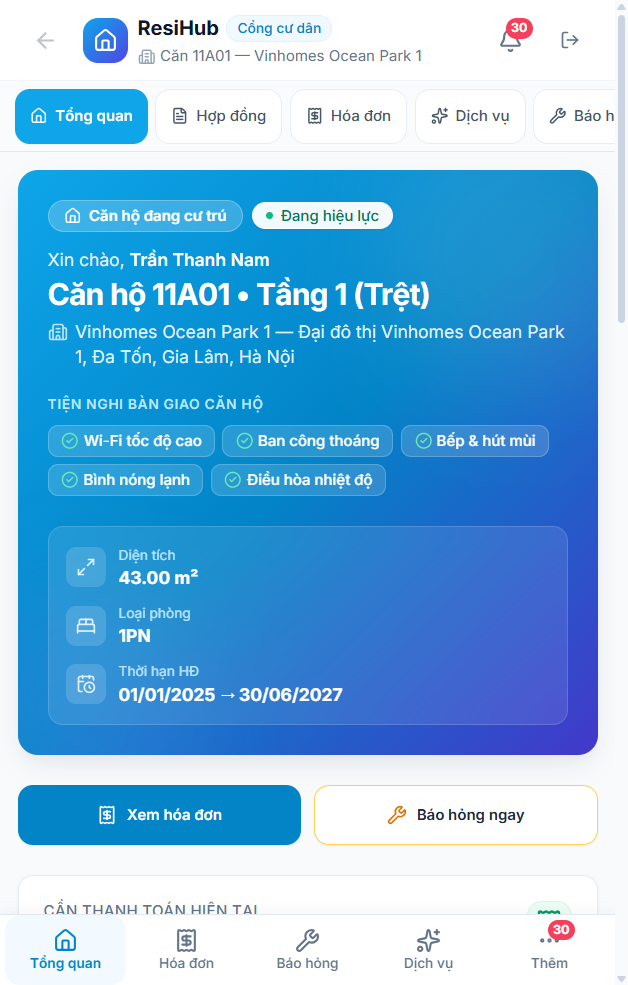 ResiHub Cổng cư dân
30
Căn 11A01 — Vinhomes Ocean Park 1
Tổng quan
Hợp đồng
Hóa đơn
Dịch vụ
Báo h
Căn hộ đang cư trú
Đang hiệu lực
Xin chào, Trần Thanh Nam
Căn hộ 11A01 • Tầng 1 (Trệt)
Vinhomes Ocean Park 1 — Đại đô thị Vinhomes Ocean Park
1, Đa Tốn, Gia Lâm, Hà Nội
TIỆN NGHI BÀN GIAO CĂN HỘ
Wi-Fi tốc độ cao
Ban công thoáng
Bếp & hút mùi
Bình nóng lạnh
Điều hòa nhiệt độ
Diện tích
43.00 m²
Loại phòng
1PN
Thời hạn HĐ
01/01/2025 → 30/06/2027
Xem hóa đơn
Báo hỏng ngay
CẦN THANH TOÁN HIỆN TẠI
30
Tổng quan
Hóa đơn
Báo hỏng
Dịch vụ
Thêm